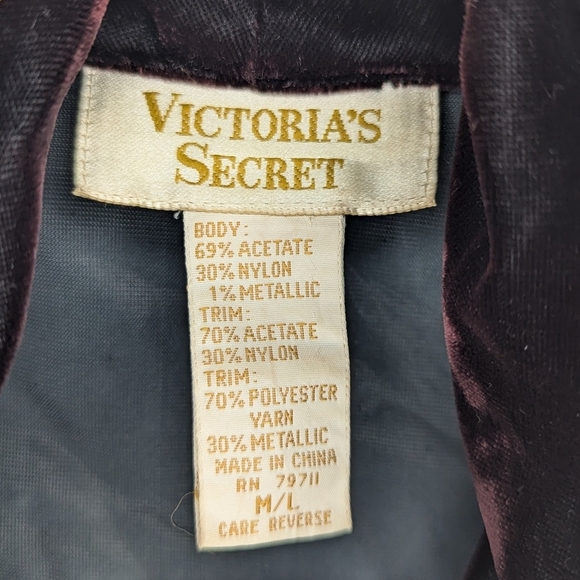 VICTORIA'S
SECRET
BODY:
69% ACETATE
30% NYLON
1% METALLIC
TRIM:
70% ACETATE
30% NYLON
TRIM:
70% POLYESTER
YARN
30% METALLIC
MADE IN CHINA
RN 79711
M/L
CARE REVERSE